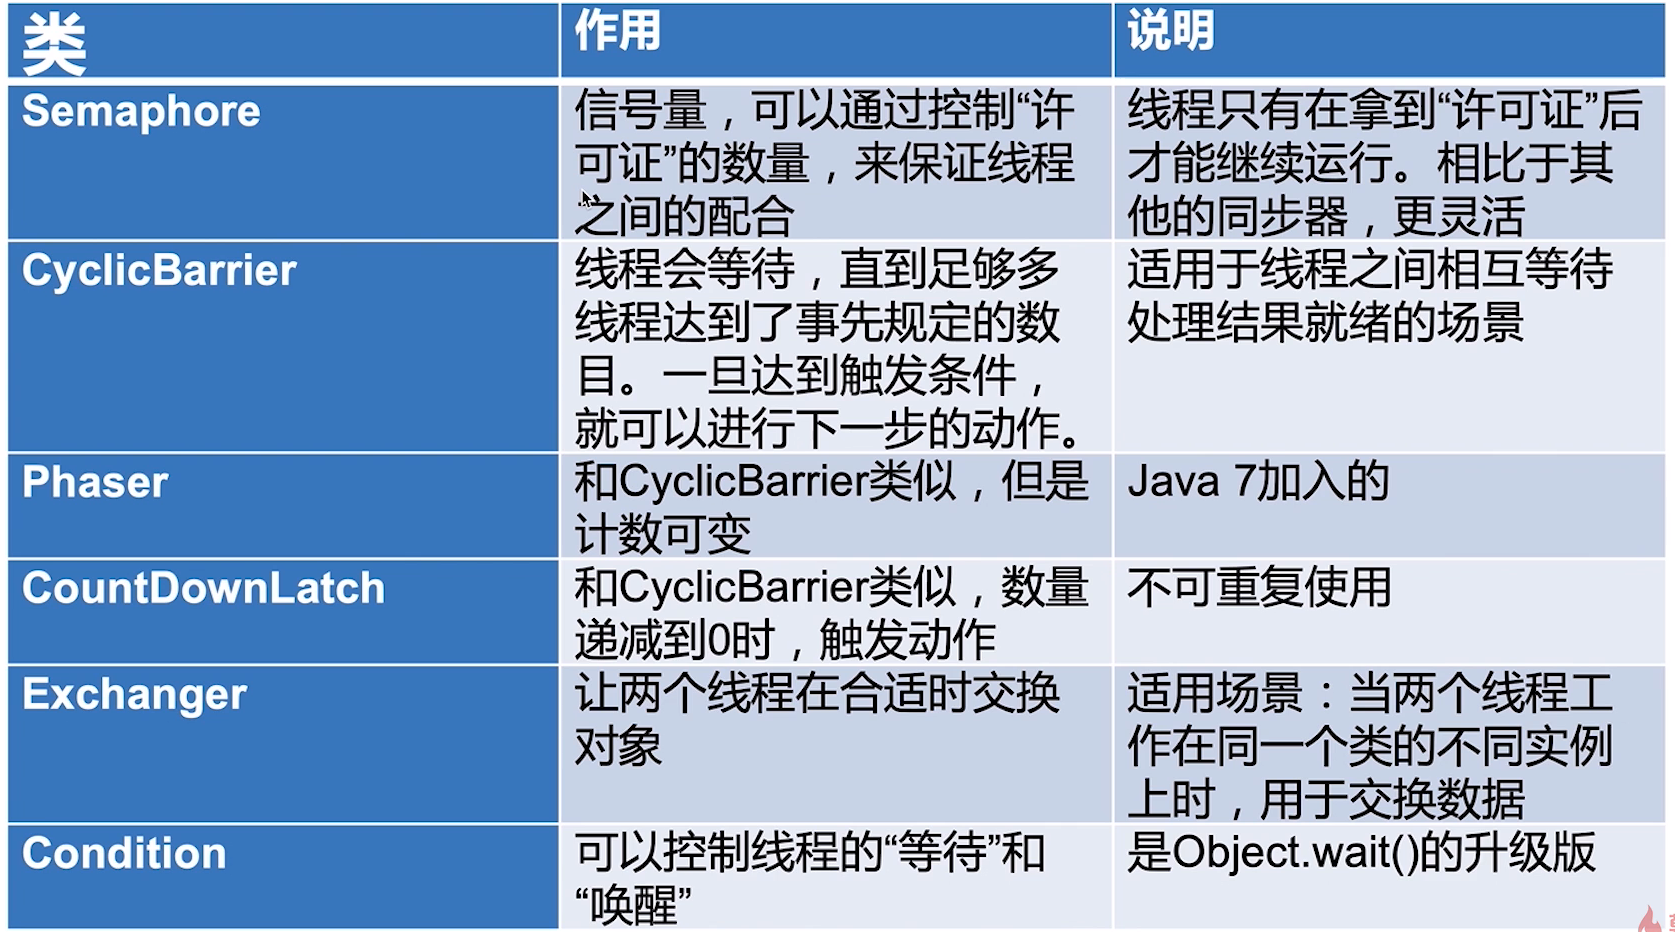 类
作用
说明
Semaphore
信号量，可以通过控制“许
可证”的数量，来保证线程
之间的配合
线程只有在拿到“许可证”后
才能继续运行。相比于其
他的同步器，更灵活
CyclicBarrier
线程会等待，直到足够多
线程达到了事先规定的数
目。一旦达到触发条件，
就可以进行下一步的动作。
适用于线程之间相互等待
处理结果就绪的场景
Phaser
和CyclicBarrier类似，但是
计数可变
Java 7加入的
CountDownLatch
和CyclicBarrier类似，数量
递减到0时，触发动作
不可重复使用
Exchanger
让两个线程在合适时交换
对象
适用场景：当两个线程工
作在同一个类的不同实例
上时，用于交换数据
Condition
可以控制线程的“等待”和
“唤醒”
是Object.wait()的升级版